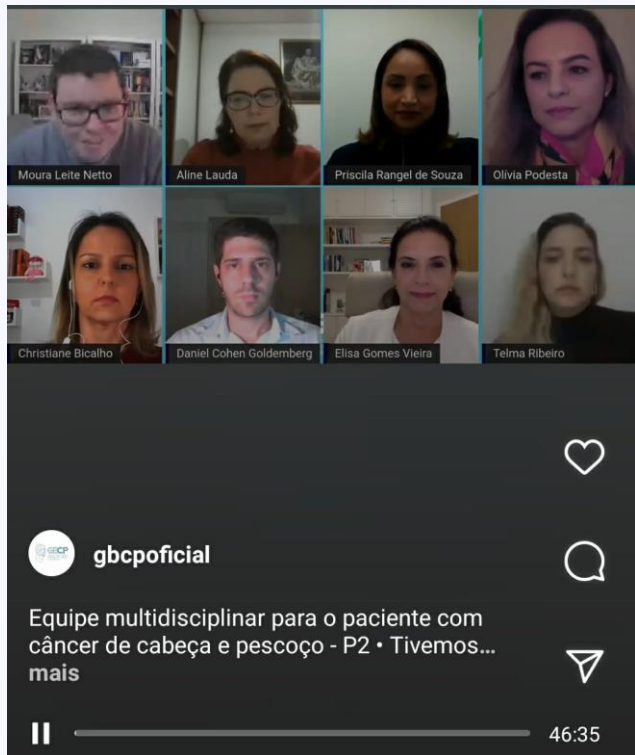 Moura Leite Netto
Aline Lauda
Priscila Rangel de Souza
Olívia Podesta
Christiane Bicalho
Daniel Cohen Goldemberg
Elisa Gomes Vieira
Telma Ribeiro
GBCP
gbcpoficial
Equipe multidisciplinar para o paciente com
câncer de cabeça e pescoço - P2 • Tivemos...
mais
46:35